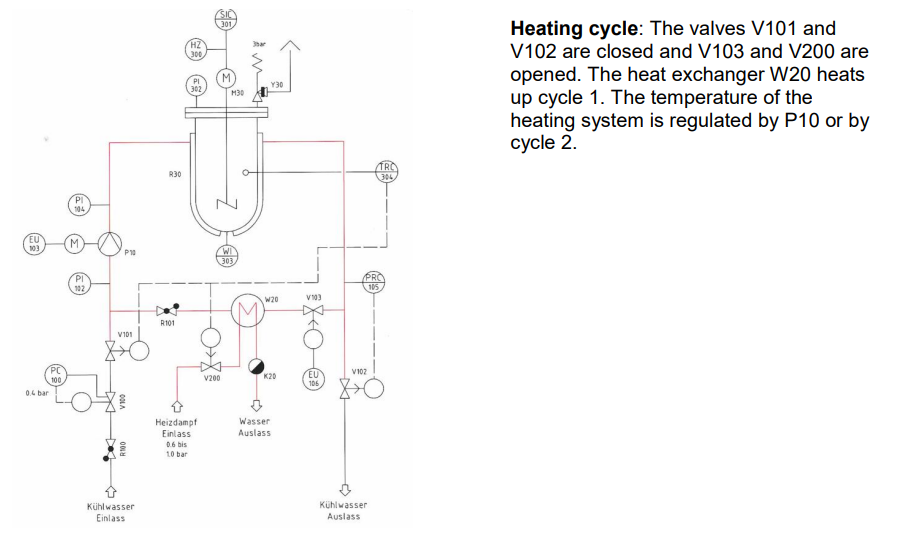 SIC
301
HZ
300
3bar
PI
302
M
M30
Y30
R30
TRC
304
PI
104
EU
103
M
P10
WI
303
PI
102
PRC
105
W20
V103
R101
V101
V200
K20
EU
106
V102
PC
100
0.4 bar
V100
Heizdampf
Einlass
0.6 bis
1.0 bar
Wasser
Auslass
R100
Kühlwasser
Einlass
Kühlwasser
Auslass
Heating cycle: The valves V101 and
V102 are closed and V103 and V200 are
opened. The heat exchanger W20 heats
up cycle 1. The temperature of the
heating system is regulated by P10 or by
cycle 2.